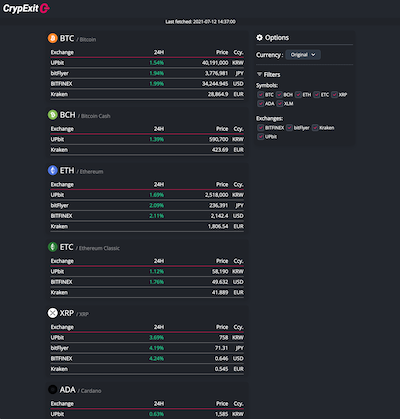 CrypExit
Last fetched: 2021-07-12 14:37:00
BTC / Bitcoin
Exchange 24H Price Ccy.
UPbit 1.54% 40,191,000 KRW
bitFlyer 1.94% 3,776,981 JPY
BITFINEX 1.99% 34,244.945 USD
Kraken 28,864.9 EUR
BCH / Bitcoin Cash
Exchange 24H Price Ccy.
UPbit 1.39% 590,700 KRW
Kraken 423.69 EUR
ETH / Ethereum
Exchange 24H Price Ccy.
UPbit 1.69% 2,518,000 KRW
bitFlyer 2.09% 236,391 JPY
BITFINEX 2.11% 2,142.4 USD
Kraken 1,806.54 EUR
ETC / Ethereum Classic
Exchange 24H Price Ccy.
UPbit 1.12% 58,190 KRW
BITFINEX 1.76% 49.632 USD
Kraken 41.889 EUR
XRP / XRP
Exchange 24H Price Ccy.
UPbit 3.69% 758 KRW
bitFlyer 4.19% 71.31 JPY
BITFINEX 4.24% 0.646 USD
Kraken 0.545 EUR
ADA / Cardano
Exchange 24H Price Ccy.
UPbit 0.63% 1,585 KRW
Options
Currency: Original
Filters
Symbols:
BTC BCH ETH ETC XRP
ADA XLM
Exchanges:
BITFINEX bitFlyer Kraken
UPbit